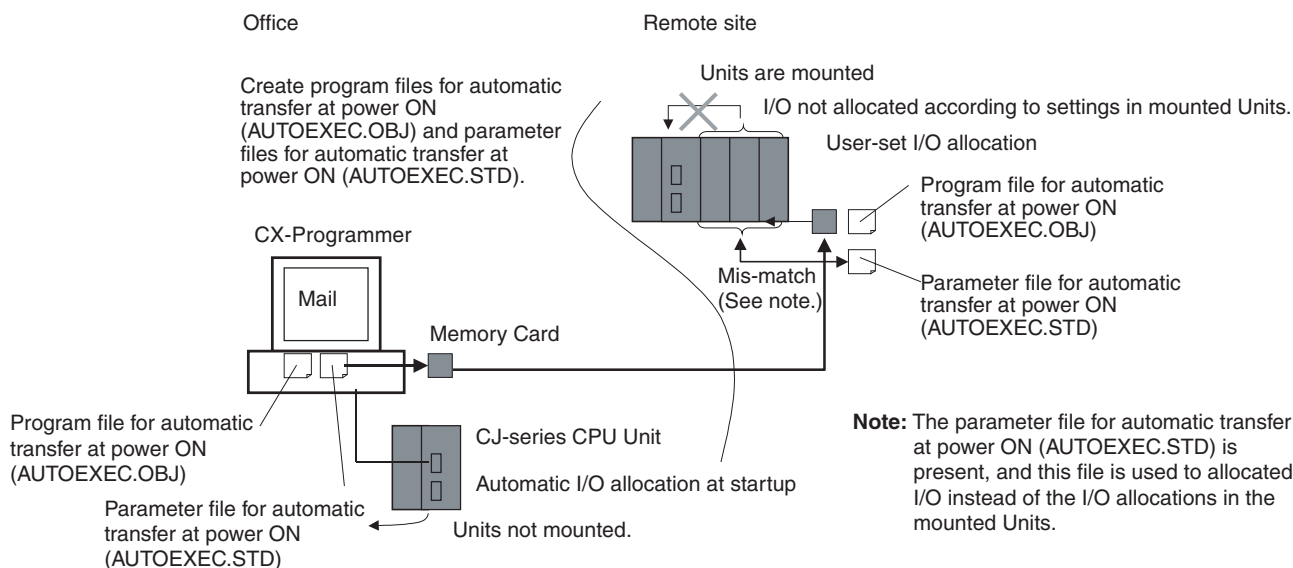 Office
Remote site
Create program files for automatic
transfer at power ON
(AUTOEXEC.OBJ) and parameter
files for automatic transfer at
power ON (AUTOEXEC.STD).
Units are mounted
I/O not allocated according to settings in mounted Units.
User-set I/O allocation
Program file for automatic
transfer at power ON
(AUTOEXEC.OBJ)
CX-Programmer
Mail
Mis-match
(See note.)
Parameter file for automatic
transfer at power ON
(AUTOEXEC.STD)
Memory Card
Program file for automatic
transfer at power ON
(AUTOEXEC.OBJ)
CJ-series CPU Unit
Automatic I/O allocation at startup
Parameter file for automatic
transfer at power ON
(AUTOEXEC.STD)
Units not mounted.
Note: The parameter file for automatic transfer
at power ON (AUTOEXEC.STD) is
present, and this file is used to allocated
I/O instead of the I/O allocations in the
mounted Units.